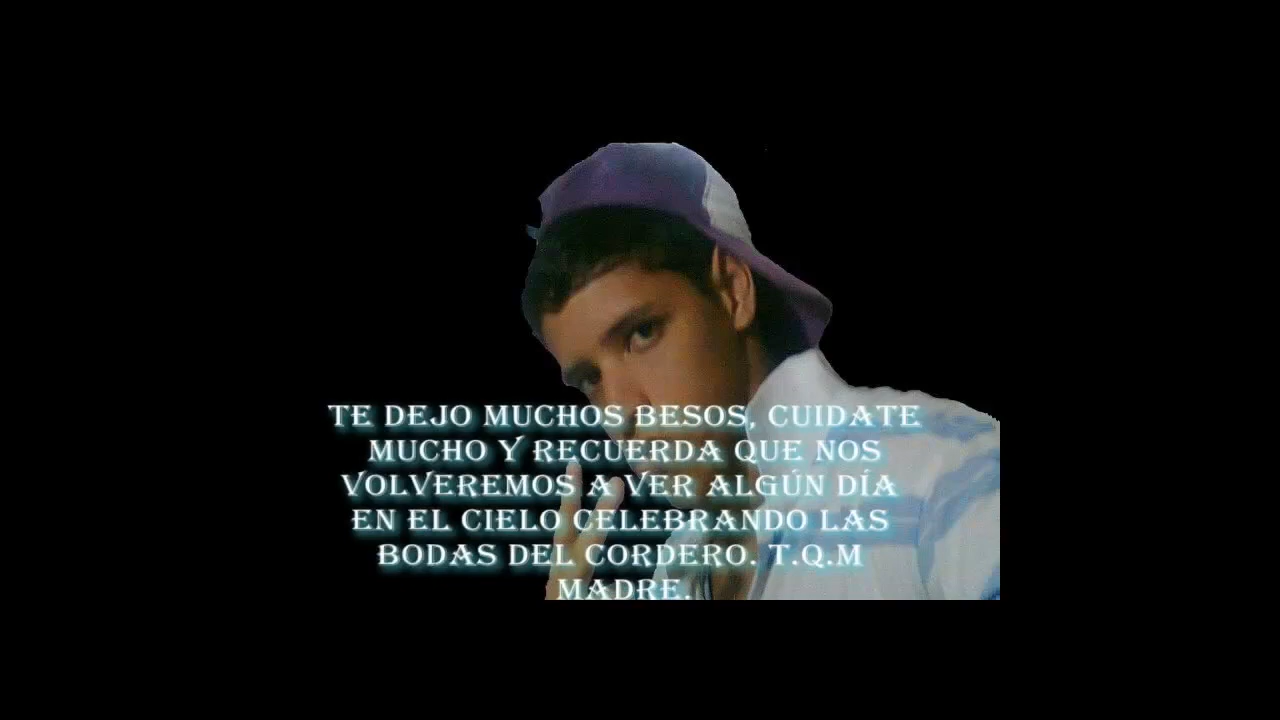 TE DEJO MUCHOS BESOS, CUIDATE
MUCHO Y RECUERDA QUE NOS
VOLVEREMOS A VER ALGÚN DÍA
EN EL CIELO CELEBRANDO LAS
BODAS DEL CORDERO. T.Q.M
MADRE.